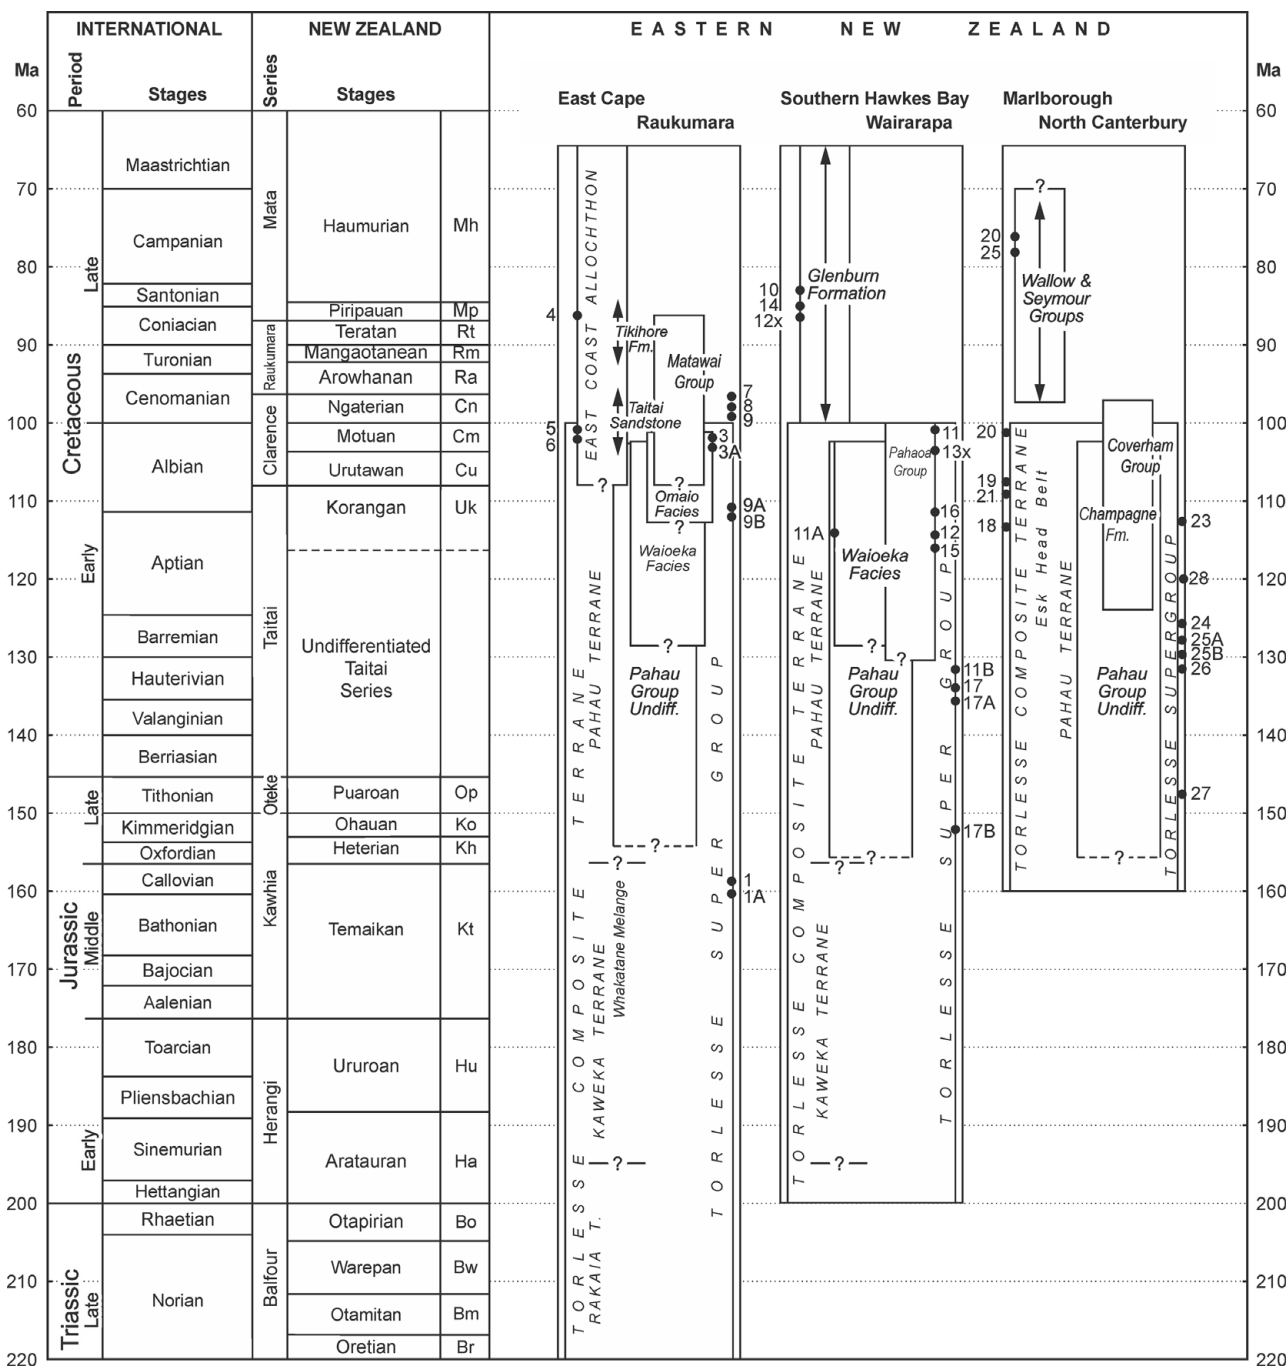 INTERNATIONAL
NEW ZEALAND
EASTERN NEW ZEALAND
Ma
Period
Stages
Series
Stages
Ma
East Cape
Raukumara
Southern Hawkes Bay
Wairarapa
Marlborough
North Canterbury
60
70
80
90
100
110
120
130
140
150
160
170
180
190
200
210
220
Cretaceous
Late
Early
Jurassic
Late
Middle
Early
Triassic
Late
Maastrichtian
Campanian
Santonian
Coniacian
Turonian
Cenomanian
Albian
Aptian
Barremian
Hauterivian
Valanginian
Berriasian
Tithonian
Kimmeridgian
Oxfordian
Callovian
Bathonian
Bajocian
Aalenian
Toarcian
Pliensbachian
Sinemurian
Hettangian
Rhaetian
Norian
Mata
Raukumara
Clarence
Taitai
Oteke
Kawhia
Herangi
Balfour
Haumurian Mh
Piripauan Mp
Teratan Rt
Mangaotanean Rm
Arowhanan Ra
Ngaterian Cn
Motuan Cm
Urutawan Cu
Korangan Uk
Undifferentiated
Taitai
Series
Puaroan Op
Ohauan Ko
Heterian Kh
Temaikan Kt
Ururoan Hu
Aratauran Ha
Otapirian Bo
Warepan Bw
Otamitan Bm
Oretian Br
EAST COAST ALLOCHTHON
Tikihore
Fm.
Taitai
Sandstone
Matawai
Group
Omaio
Facies
Waioeka
Facies
Pahau
Group
Undiff.
TORLESSE COMPOSITE TERRANE
PAHAU TERRANE
KAWEKA TERRANE
Whakatane Melange
RAKAIA T.
TORLESSE SUPER GROUP
4
5
6
7
8
9
3
3A
9A
9B
1
1A
?
?
?
?
?
?
Glenburn
Formation
Pahaoa
Group
Waioeka
Facies
Pahau
Group
Undiff.
TORLESSE COMPOSITE TERRANE
PAHAU TERRANE
KAWEKA TERRANE
TORLESSE SUPER GROUP
10
14
12x
11
13x
16
12
15
11A
11B
17
17A
17B
?
?
?
?
?
Wallow &
Seymour
Groups
Coverham
Group
Champagne
Fm.
Pahau
Group
Undiff.
TORLESSE COMPOSITE TERRANE
Esk Head Belt
PAHAU TERRANE
TORLESSE SUPERGROUP
20
25
20
19
21
18
23
28
24
25A
25B
26
27
?
?
60
70
80
90
100
110
120
130
140
150
160
170
180
190
200
210
220